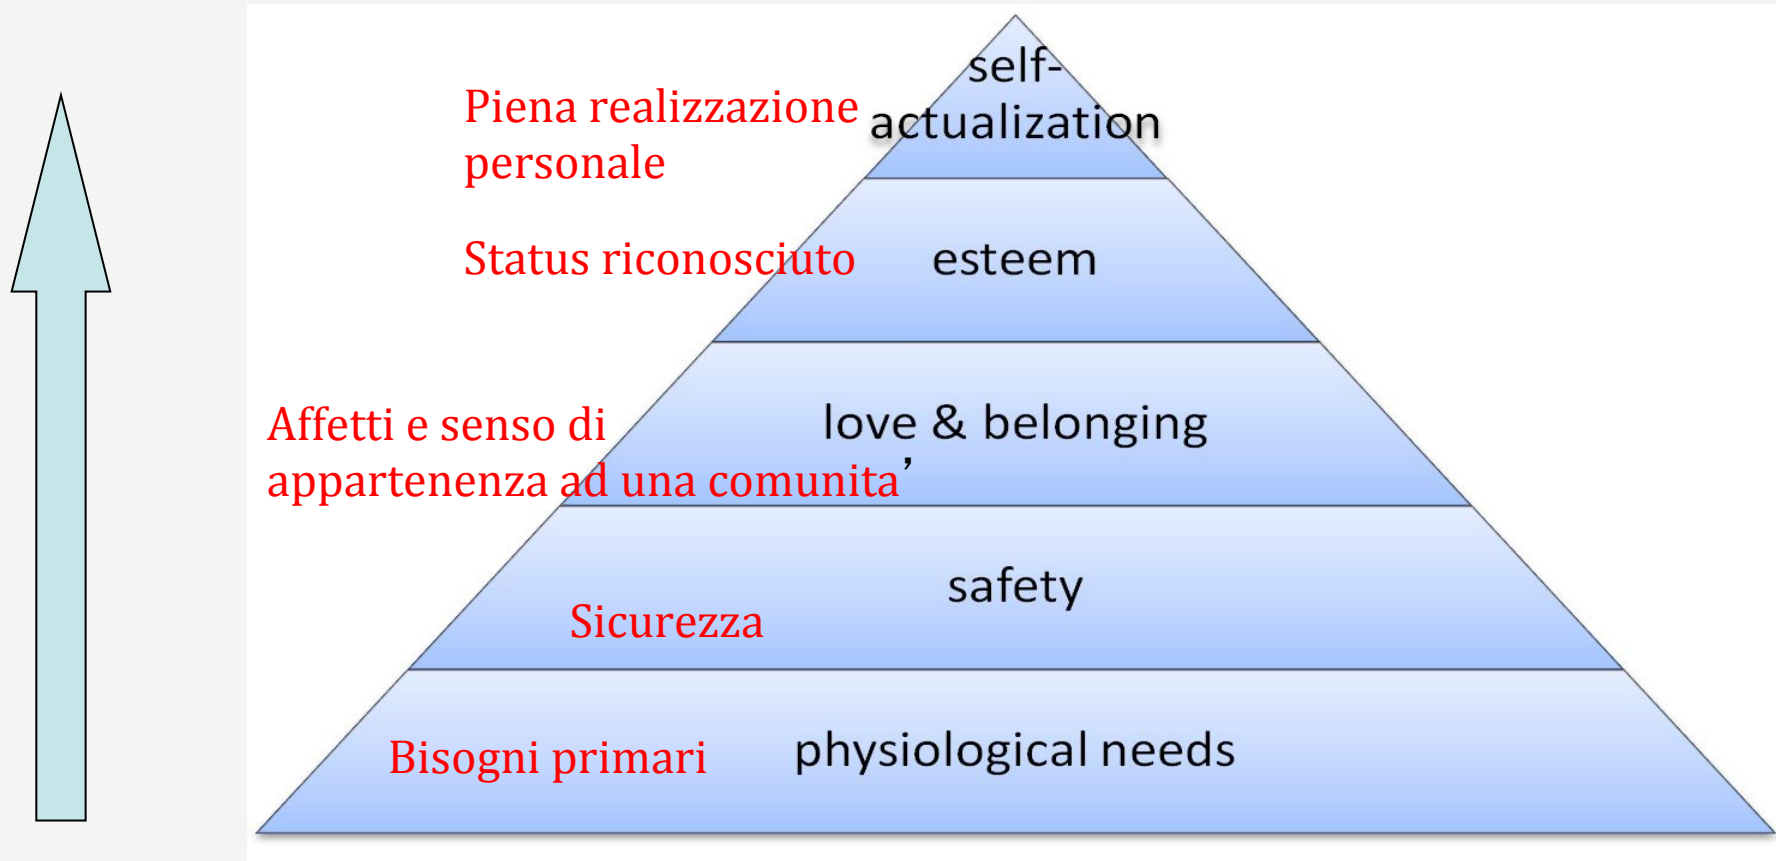 self-
actualization
Piena realizzazione
personale
Status riconosciuto
esteem
love & belonging
Affetti e senso di
appartenenza ad una comunita’
safety
Sicurezza
Bisogni primari
physiological needs